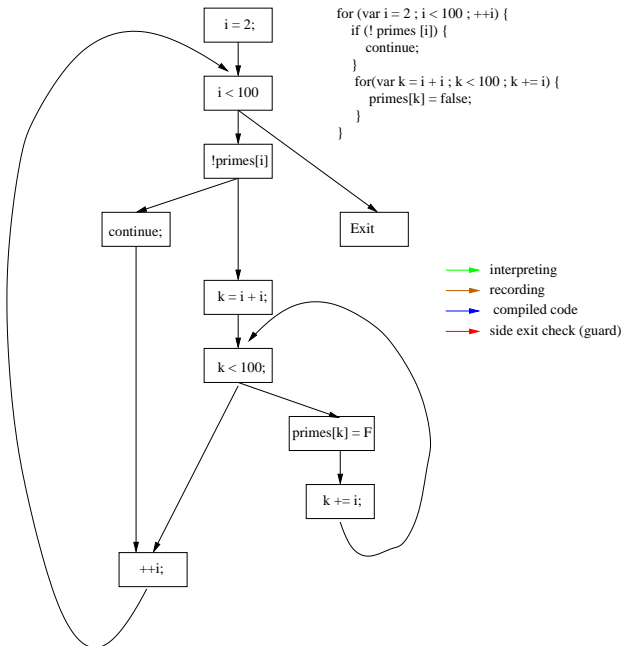 i = 2;
for (var i = 2 ; i < 100 ; ++i) {
if (! primes [i]) {
continue;
}
for(var k = i + i ; k < 100 ; k += i) {
primes[k] = false;
}
}
i < 100
!primes[i]
continue;
Exit
interpreting
recording
compiled code
side exit check (guard)
k = i + i;
k < 100;
primes[k] = F
k += i;
++i;